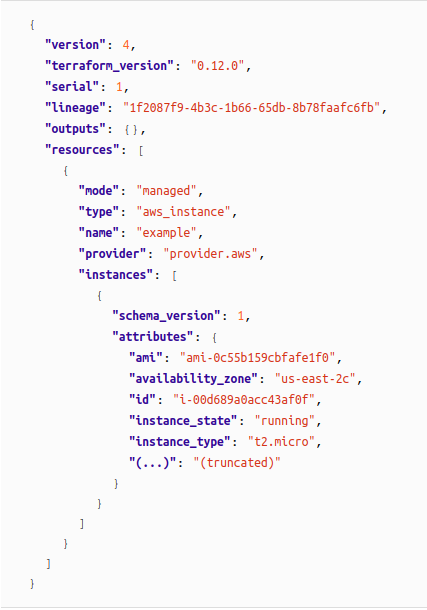 {
"version": 4,
"terraform_version": "0.12.0",
"serial": 1,
"lineage": "1f2087f9-4b3c-1b66-65db-8b78faafc6fb",
"outputs": {},
"resources": [
{
"mode": "managed",
"type": "aws_instance",
"name": "example",
"provider": "provider.aws",
"instances": [
{
"schema_version": 1,
"attributes": {
"ami": "ami-0c55b159cbfafe1f0",
"availability_zone": "us-east-2c",
"id": "i-00d689a0acc43af0f",
"instance_state": "running",
"instance_type": "t2.micro",
"(...)": "(truncated)"
}
}
]
}
]
}